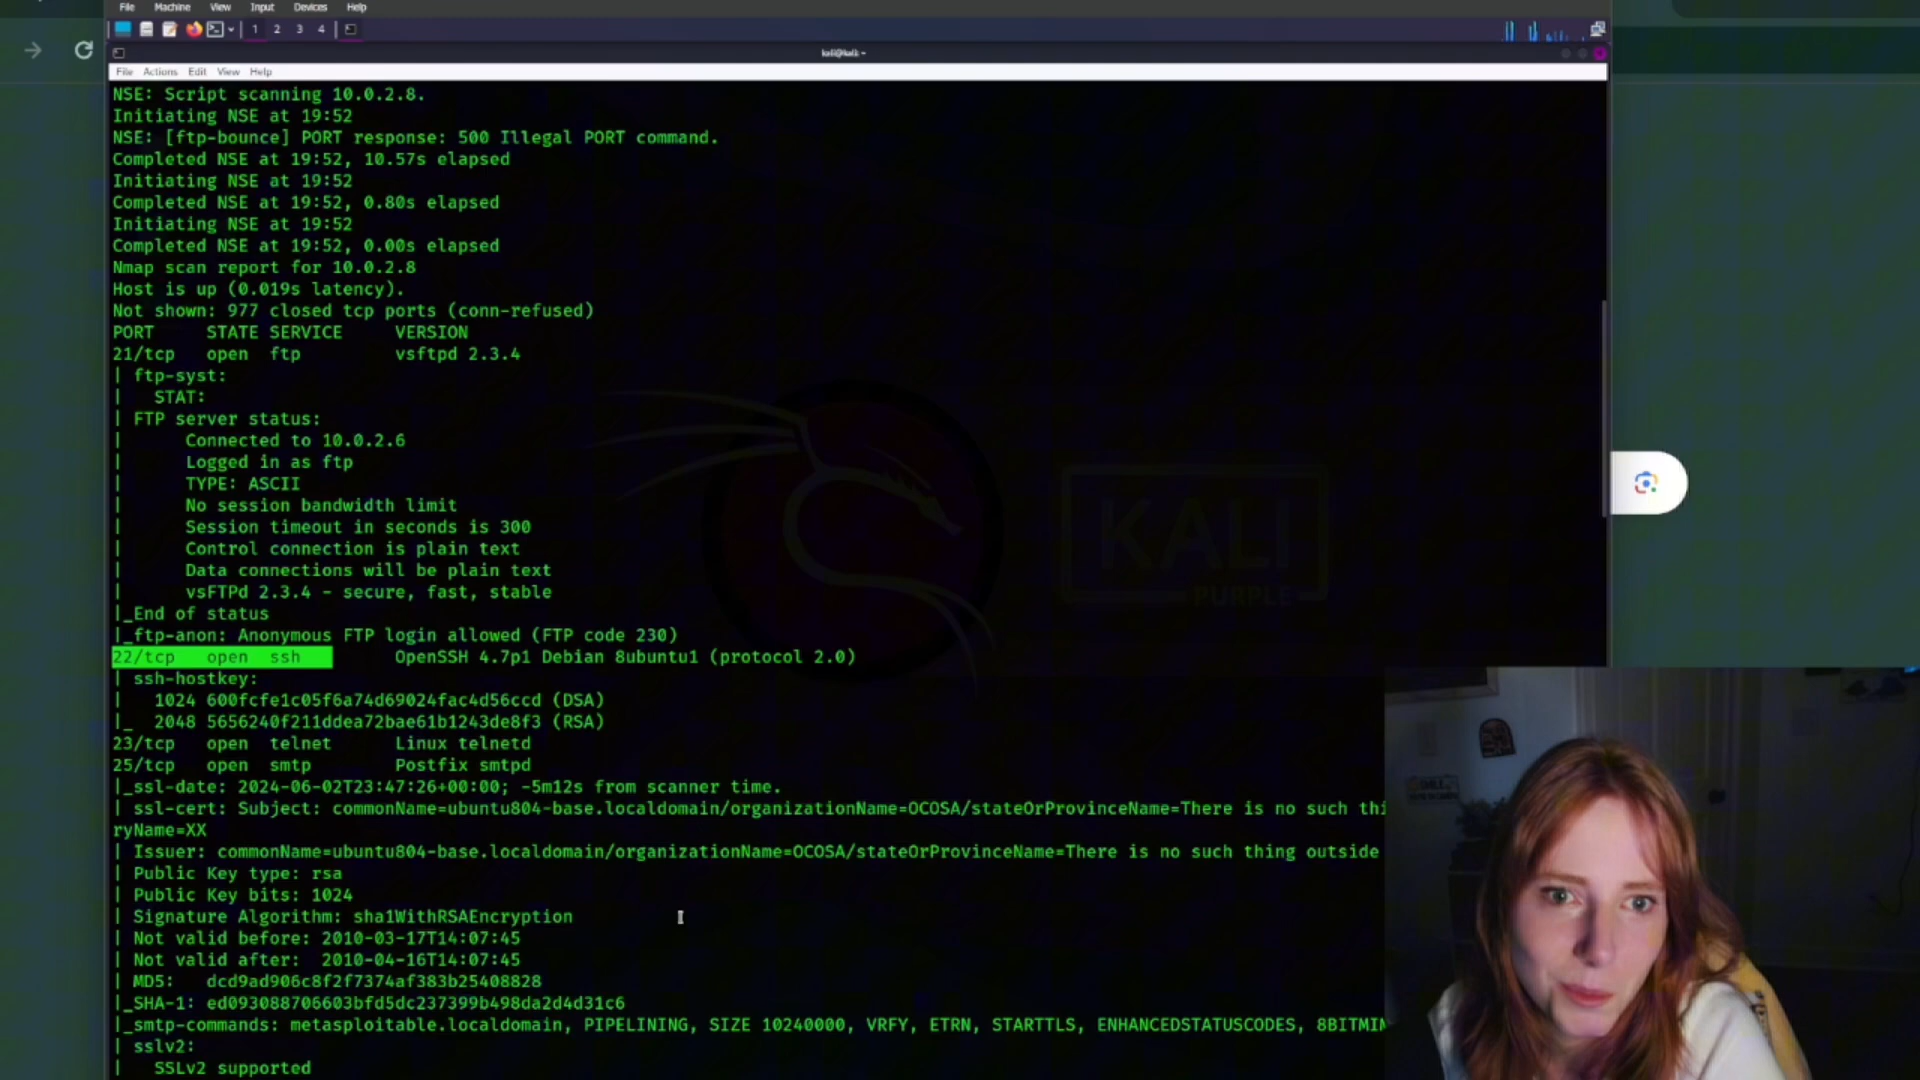 File Machine View Input Devices Help
1 2 3 4
kali@kali: ~
File Actions Edit View Help
NSE: Script scanning 10.0.2.8.
Initiating NSE at 19:52
NSE: [ftp-bounce] PORT response: 500 Illegal PORT command.
Completed NSE at 19:52, 10.57s elapsed
Initiating NSE at 19:52
Completed NSE at 19:52, 0.80s elapsed
Initiating NSE at 19:52
Completed NSE at 19:52, 0.00s elapsed
Nmap scan report for 10.0.2.8
Host is up (0.019s latency).
Not shown: 977 closed tcp ports (conn-refused)
PORT STATE SERVICE VERSION
21/tcp open ftp vsftpd 2.3.4
| ftp-syst:
| STAT:
| FTP server status:
| Connected to 10.0.2.6
| Logged in as ftp
| TYPE: ASCII
| No session bandwidth limit
| Session timeout in seconds is 300
| Control connection is plain text
| Data connections will be plain text
| vsFTPd 2.3.4 - secure, fast, stable
|_End of status
|_ftp-anon: Anonymous FTP login allowed (FTP code 230)
22/tcp open ssh OpenSSH 4.7p1 Debian 8ubuntu1 (protocol 2.0)
| ssh-hostkey:
| 1024 600fcfe1c05f6a74d69024fac4d56ccd (DSA)
|_ 2048 5656240f211ddea72bae61b1243de8f3 (RSA)
23/tcp open telnet Linux telnetd
25/tcp open smtp Postfix smtpd
|_ssl-date: 2024-06-02T23:47:26+00:00; -5m12s from scanner time.
| ssl-cert: Subject: commonName=ubuntu804-base.localdomain/organizationName=OCOSA/stateOrProvinceName=There is no such thi
ryName=XX
| Issuer: commonName=ubuntu804-base.localdomain/organizationName=OCOSA/stateOrProvinceName=There is no such thing outside
| Public Key type: rsa
| Public Key bits: 1024
| Signature Algorithm: sha1WithRSAEncryption
| Not valid before: 2010-03-17T14:07:45
| Not valid after: 2010-04-16T14:07:45
| MD5: dcd9ad906c8f2f7374af383b25408828
|_SHA-1: ed093088706603bfd5dc237399b498da2d4d31c6
|_smtp-commands: metasploitable.localdomain, PIPELINING, SIZE 10240000, VRFY, ETRN, STARTTLS, ENHANCEDSTATUSCODES, 8BITMIM
| sslv2:
| SSLv2 supported
KALI
PURPLE